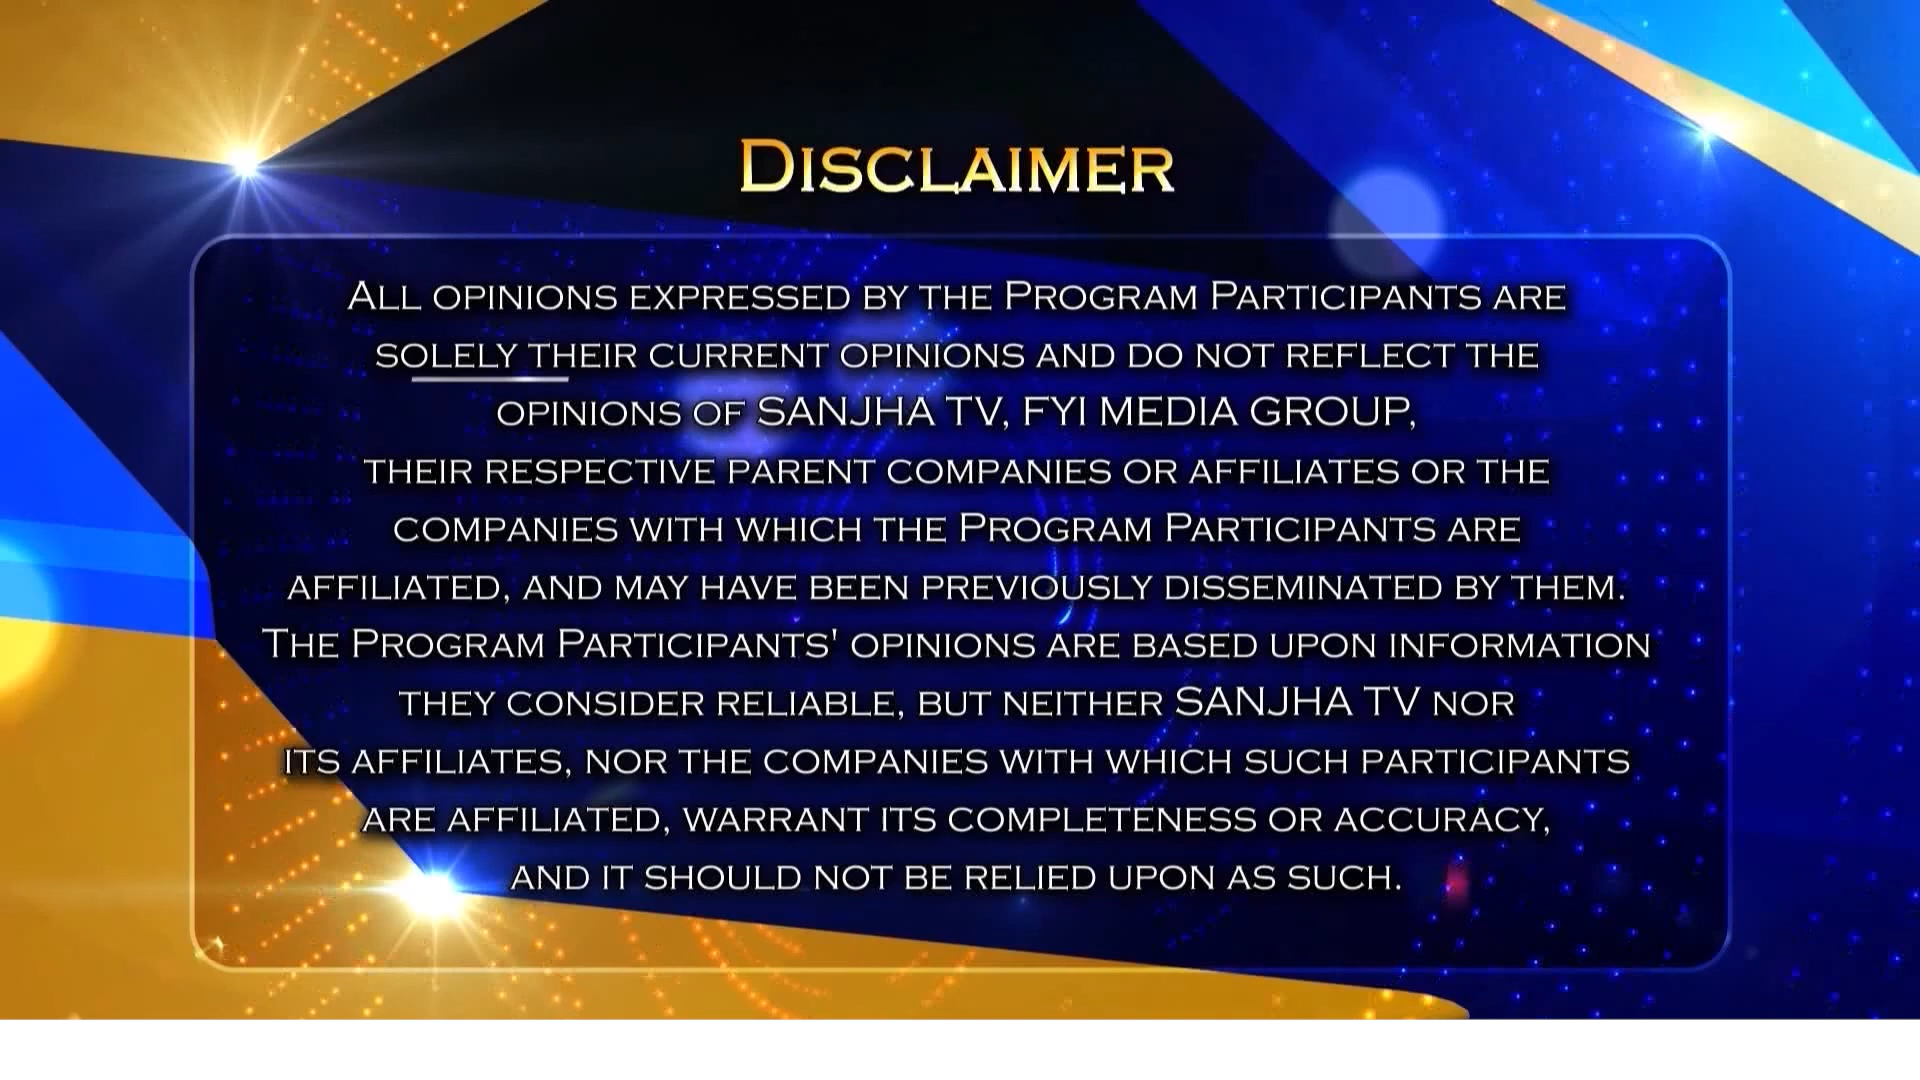 Disclaimer
All opinions expressed by the Program Participants are
solely their current opinions and do not reflect the
opinions of SANJHA TV, FYI MEDIA GROUP,
their respective parent companies or affiliates or the
companies with which the Program Participants are
affiliated, and may have been previously disseminated by them.
The Program Participants' opinions are based upon information
they consider reliable, but neither SANJHA TV nor
its affiliates, nor the companies with which such participants
are affiliated, warrant its completeness or accuracy,
and it should not be relied upon as such.